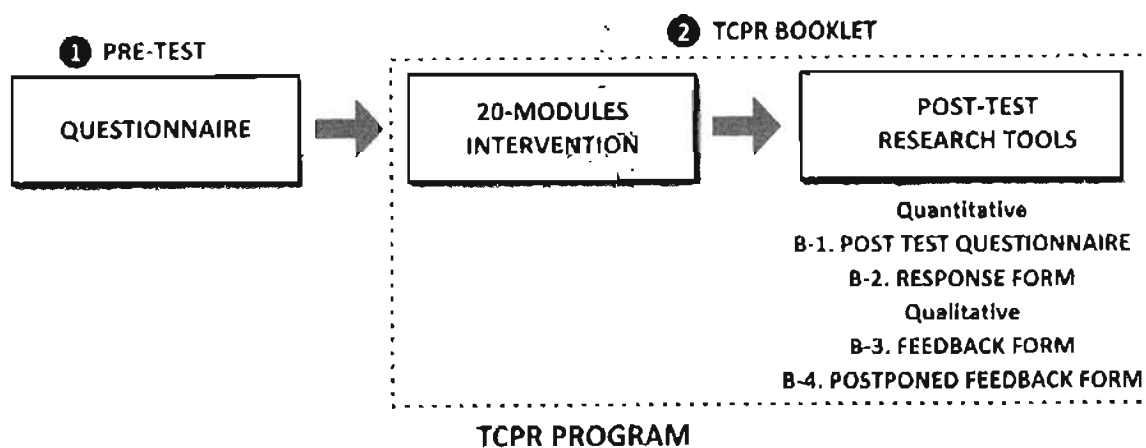 1 PRE-TEST
QUESTIONNAIRE
2 TCPR BOOKLET
20-MODULES
INTERVENTION
POST-TEST
RESEARCH TOOLS
Quantitative
B-1. POST TEST QUESTIONNAIRE
B-2. RESPONSE FORM
Qualitative
B-3. FEEDBACK FORM
B-4. POSTPONED FEEDBACK FORM
TCPR PROGRAM